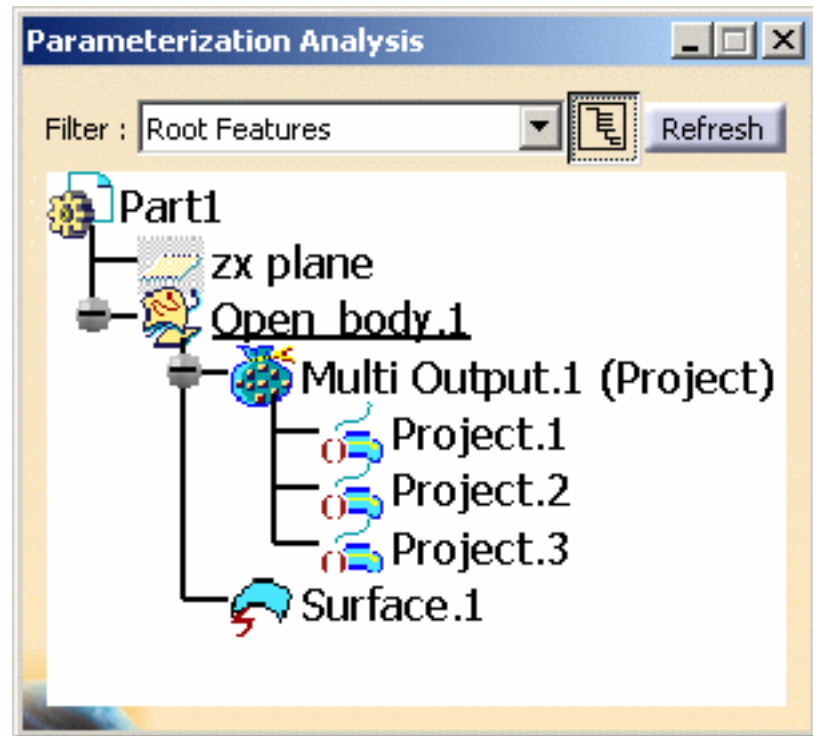 Parameterization Analysis
Filter : Root Features Refresh
Part1
zx plane
Open_body.1
Multi Output.1 (Project)
Project.1
Project.2
Project.3
Surface.1